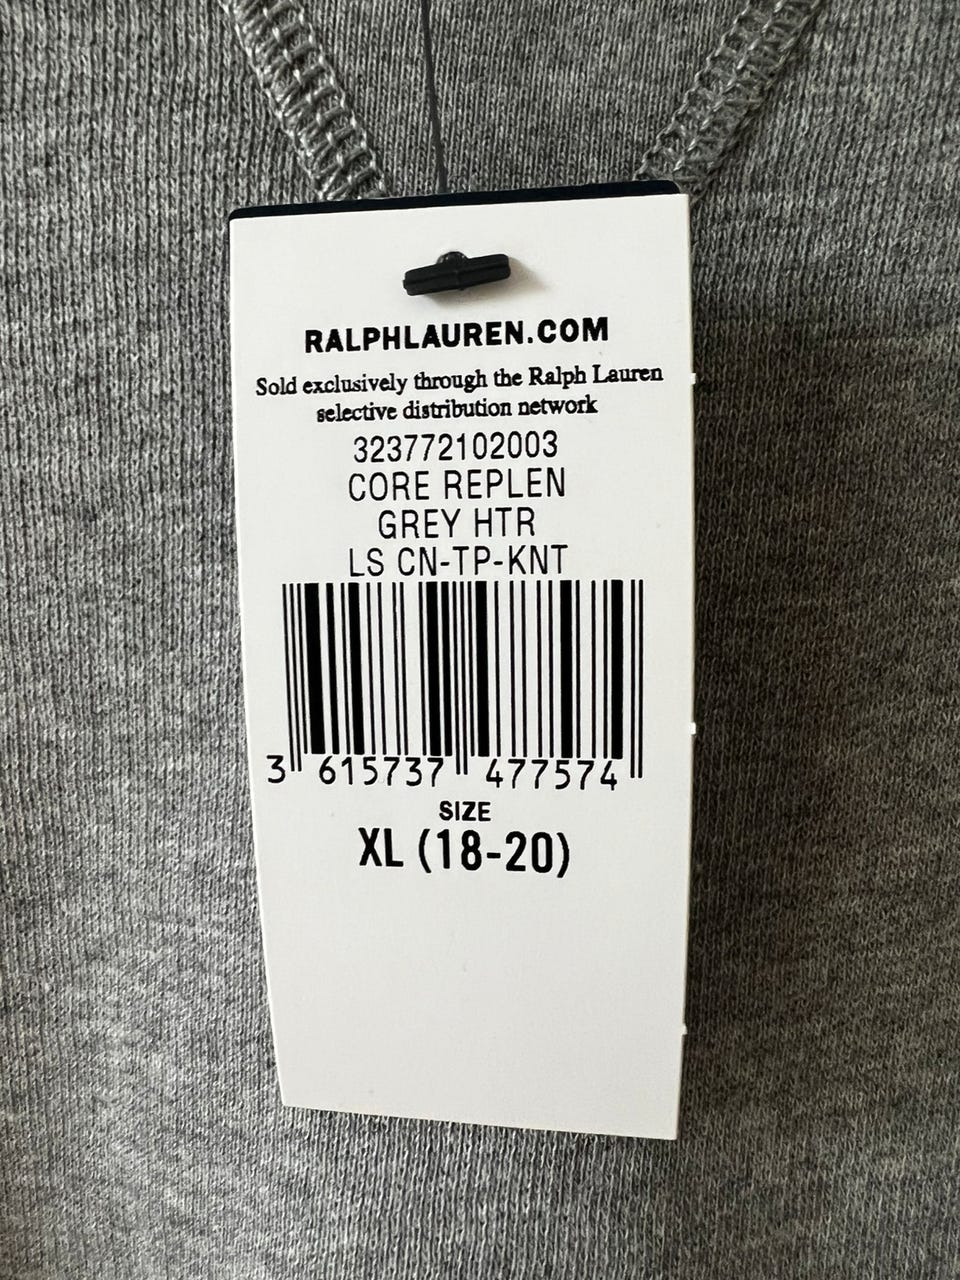 RALPHLAUREN.COM
Sold exclusively through the Ralph Lauren
selective distribution network
323772102003
CORE REPLEN
GREY HTR
LS CN-TP-KNT
3 615737 477574
SIZE
XL (18-20)